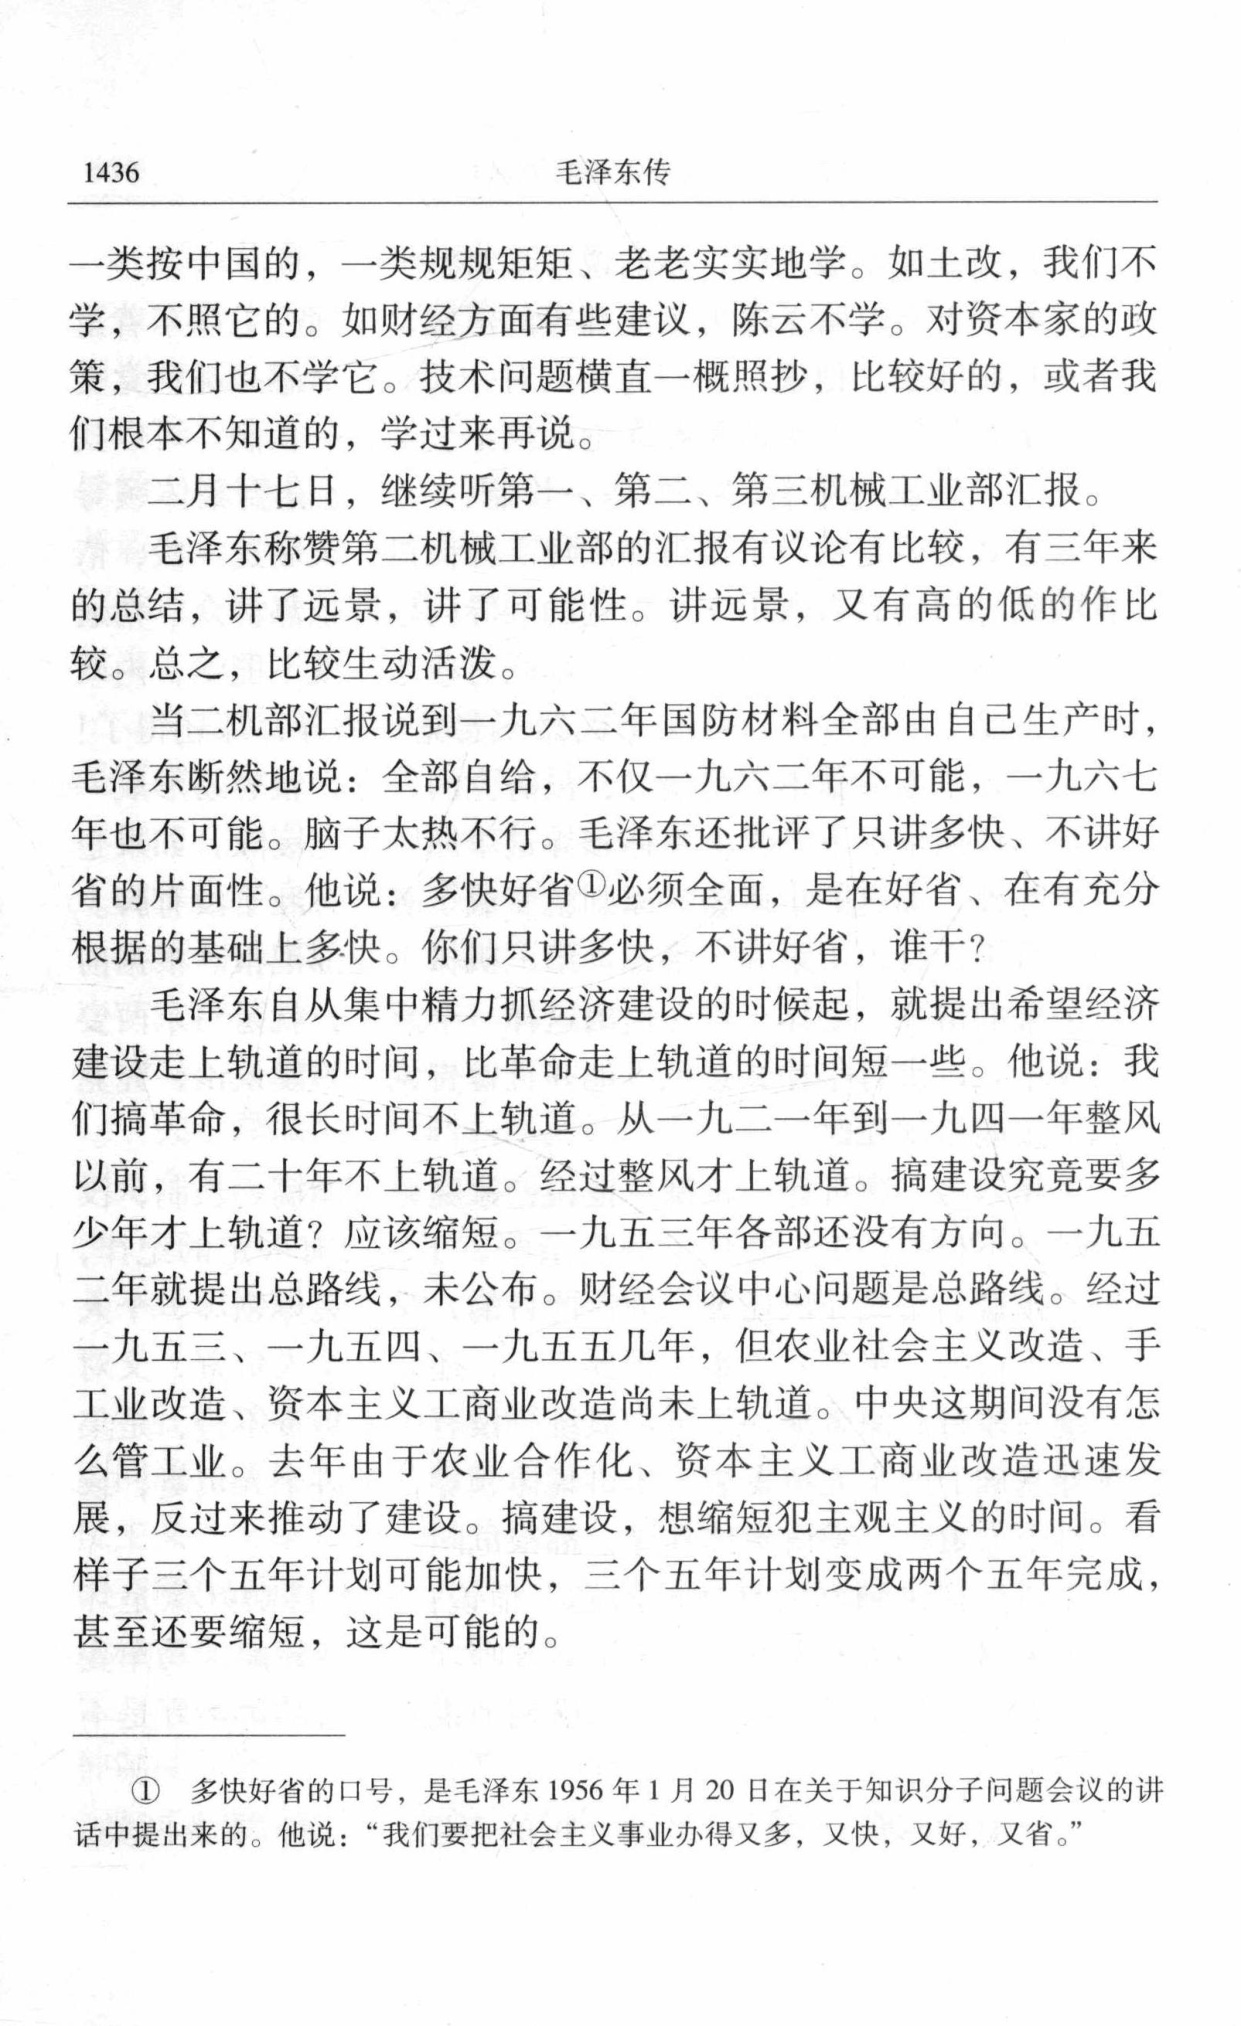 1436
毛泽东传
一类按中国的，一类规规矩矩、老老实实地学。如土改，我们不
学，不照它的。如财经方面有些建议，陈云不学。对资本家的政
策，我们也不学它。技术问题横直一概照抄，比较好的，或者我
们根本不知道的，学过来再说。
二月十七日，继续听第一、第二、第三机械工业部汇报。
毛泽东称赞第二机械工业部的汇报有议论有比较，有三年来
的总结，讲了远景，讲了可能性。讲远景，又有高的低的作比
较。总之，比较生动活泼。
当二机部汇报说到一九六二年国防材料全部由自己生产时，
毛泽东断然地说：全部自给，不仅一九六二年不可能，一九六七
年也不可能。脑子太热不行。毛泽东还批评了只讲多快、不讲好
省的片面性。他说：多快好省①必须全面，是在好省、在有充分
根据的基础上多快。你们只讲多快，不讲好省，谁干？
毛泽东自从集中精力抓经济建设的时候起，就提出希望经济
建设走上轨道的时间，比革命走上轨道的时间短一些。他说：我
们搞革命，很长时间不上轨道。从一九二一年到一九四一年整风
以前，有二十年不上轨道。经过整风才上轨道。搞建设究竟要多
少年才上轨道？应该缩短。一九五三年各部还没有方向。一九五
二年就提出总路线，未公布。财经会议中心问题是总路线。经过
一九五三、一九五四、一九五五几年，但农业社会主义改造、手
工业改造、资本主义工商业改造尚未上轨道。中央这期间没有怎
么管工业。去年由于农业合作化、资本主义工商业改造迅速发
展，反过来推动了建设。搞建设，想缩短犯主观主义的时间。看
样子三个五年计划可能加快，三个五年计划变成两个五年完成，
甚至还要缩短，这是可能的。
① 多快好省的口号，是毛泽东1956年1月20日在关于知识分子问题会议的讲
话中提出来的。他说：“我们要把社会主义事业办得又多，又快，又好，又省。”